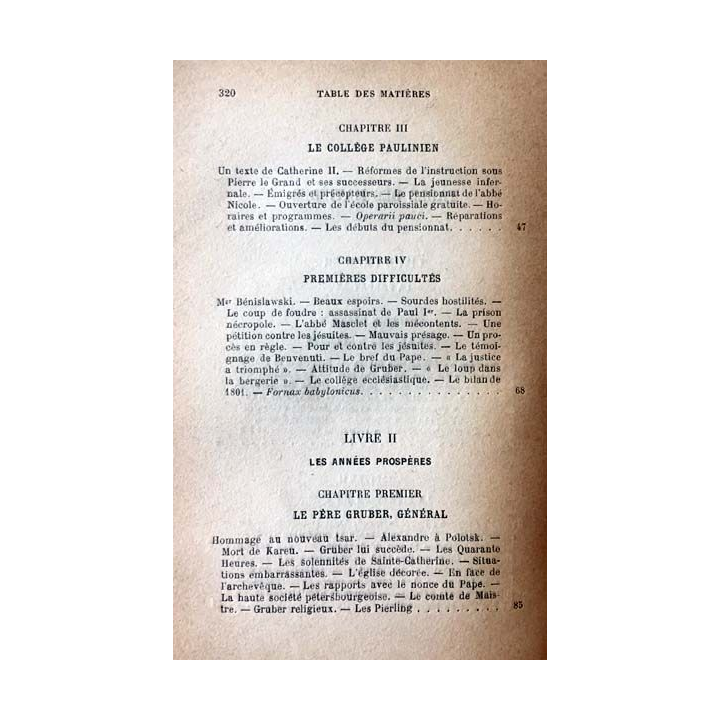 320 TABLE DES MATIÈRES
CHAPITRE III
LE COLLÈGE PAULINIEN
Un texte de Catherine II. — Réformes de l'instruction sous
Pierre le Grand et ses successeurs. — La jeunesse infer-
nale. — Émigrés et précepteurs. — Le pensionnat de l'abbé
Nicole. — Ouverture de l'école paroissiale gratuite. — Ho-
raires et programmes. — Operarii pauci. — Réparations
et améliorations. — Les débuts du pensionnat. . . . . . 47
CHAPITRE IV
PREMIÈRES DIFFICULTÉS
Mgr Bénislawski. — Beaux espoirs. — Sourdes hostilités. —
Le coup de foudre : assassinat de Paul Ier. — La prison
nécropole. — L'abbé Masclet et les mécontents. — Une
pétition contre les jésuites. — Mauvais présage. — Un pro-
cès en règle. — Pour et contre les jésuites. — Le témoi-
gnage de Benvenuti. — Le bref du Pape. — « La justice
a triomphé ». — Attitude de Gruber. — « Le loup dans
la bergerie ». — Le collège ecclésiastique. — Le bilan de
1801. — Fornax babylonicus. . . . . . . . . . . . . . . 68
LIVRE II
LES ANNÉES PROSPÈRES
CHAPITRE PREMIER
LE PÈRE GRUBER, GÉNÉRAL
Hommage au nouveau tsar. — Alexandre à Polotsk. —
Mort de Kareu. — Gruber lui succède. — Les Quarante
Heures. — Les solennités de Sainte-Catherine. — Situa-
tions embarrassantes. — L'église décorée. — En face de
l'archevêque. — Les rapports avec le nonce du Pape. —
La haute société pétersbourgeoise. — Le comte de Mais-
tre. — Gruber religieux. — Les Pierling . . . . . . . . . 85